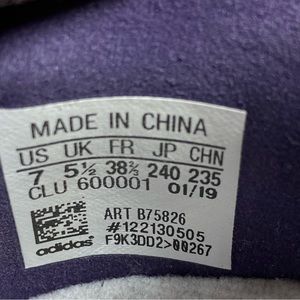 MADE IN CHINA
US UK FR JP CHN
7 5½ 38⅔ 240 235
CLU 600001 01/19
ART B75826
#122130505
adidas F9K3DD2>00267